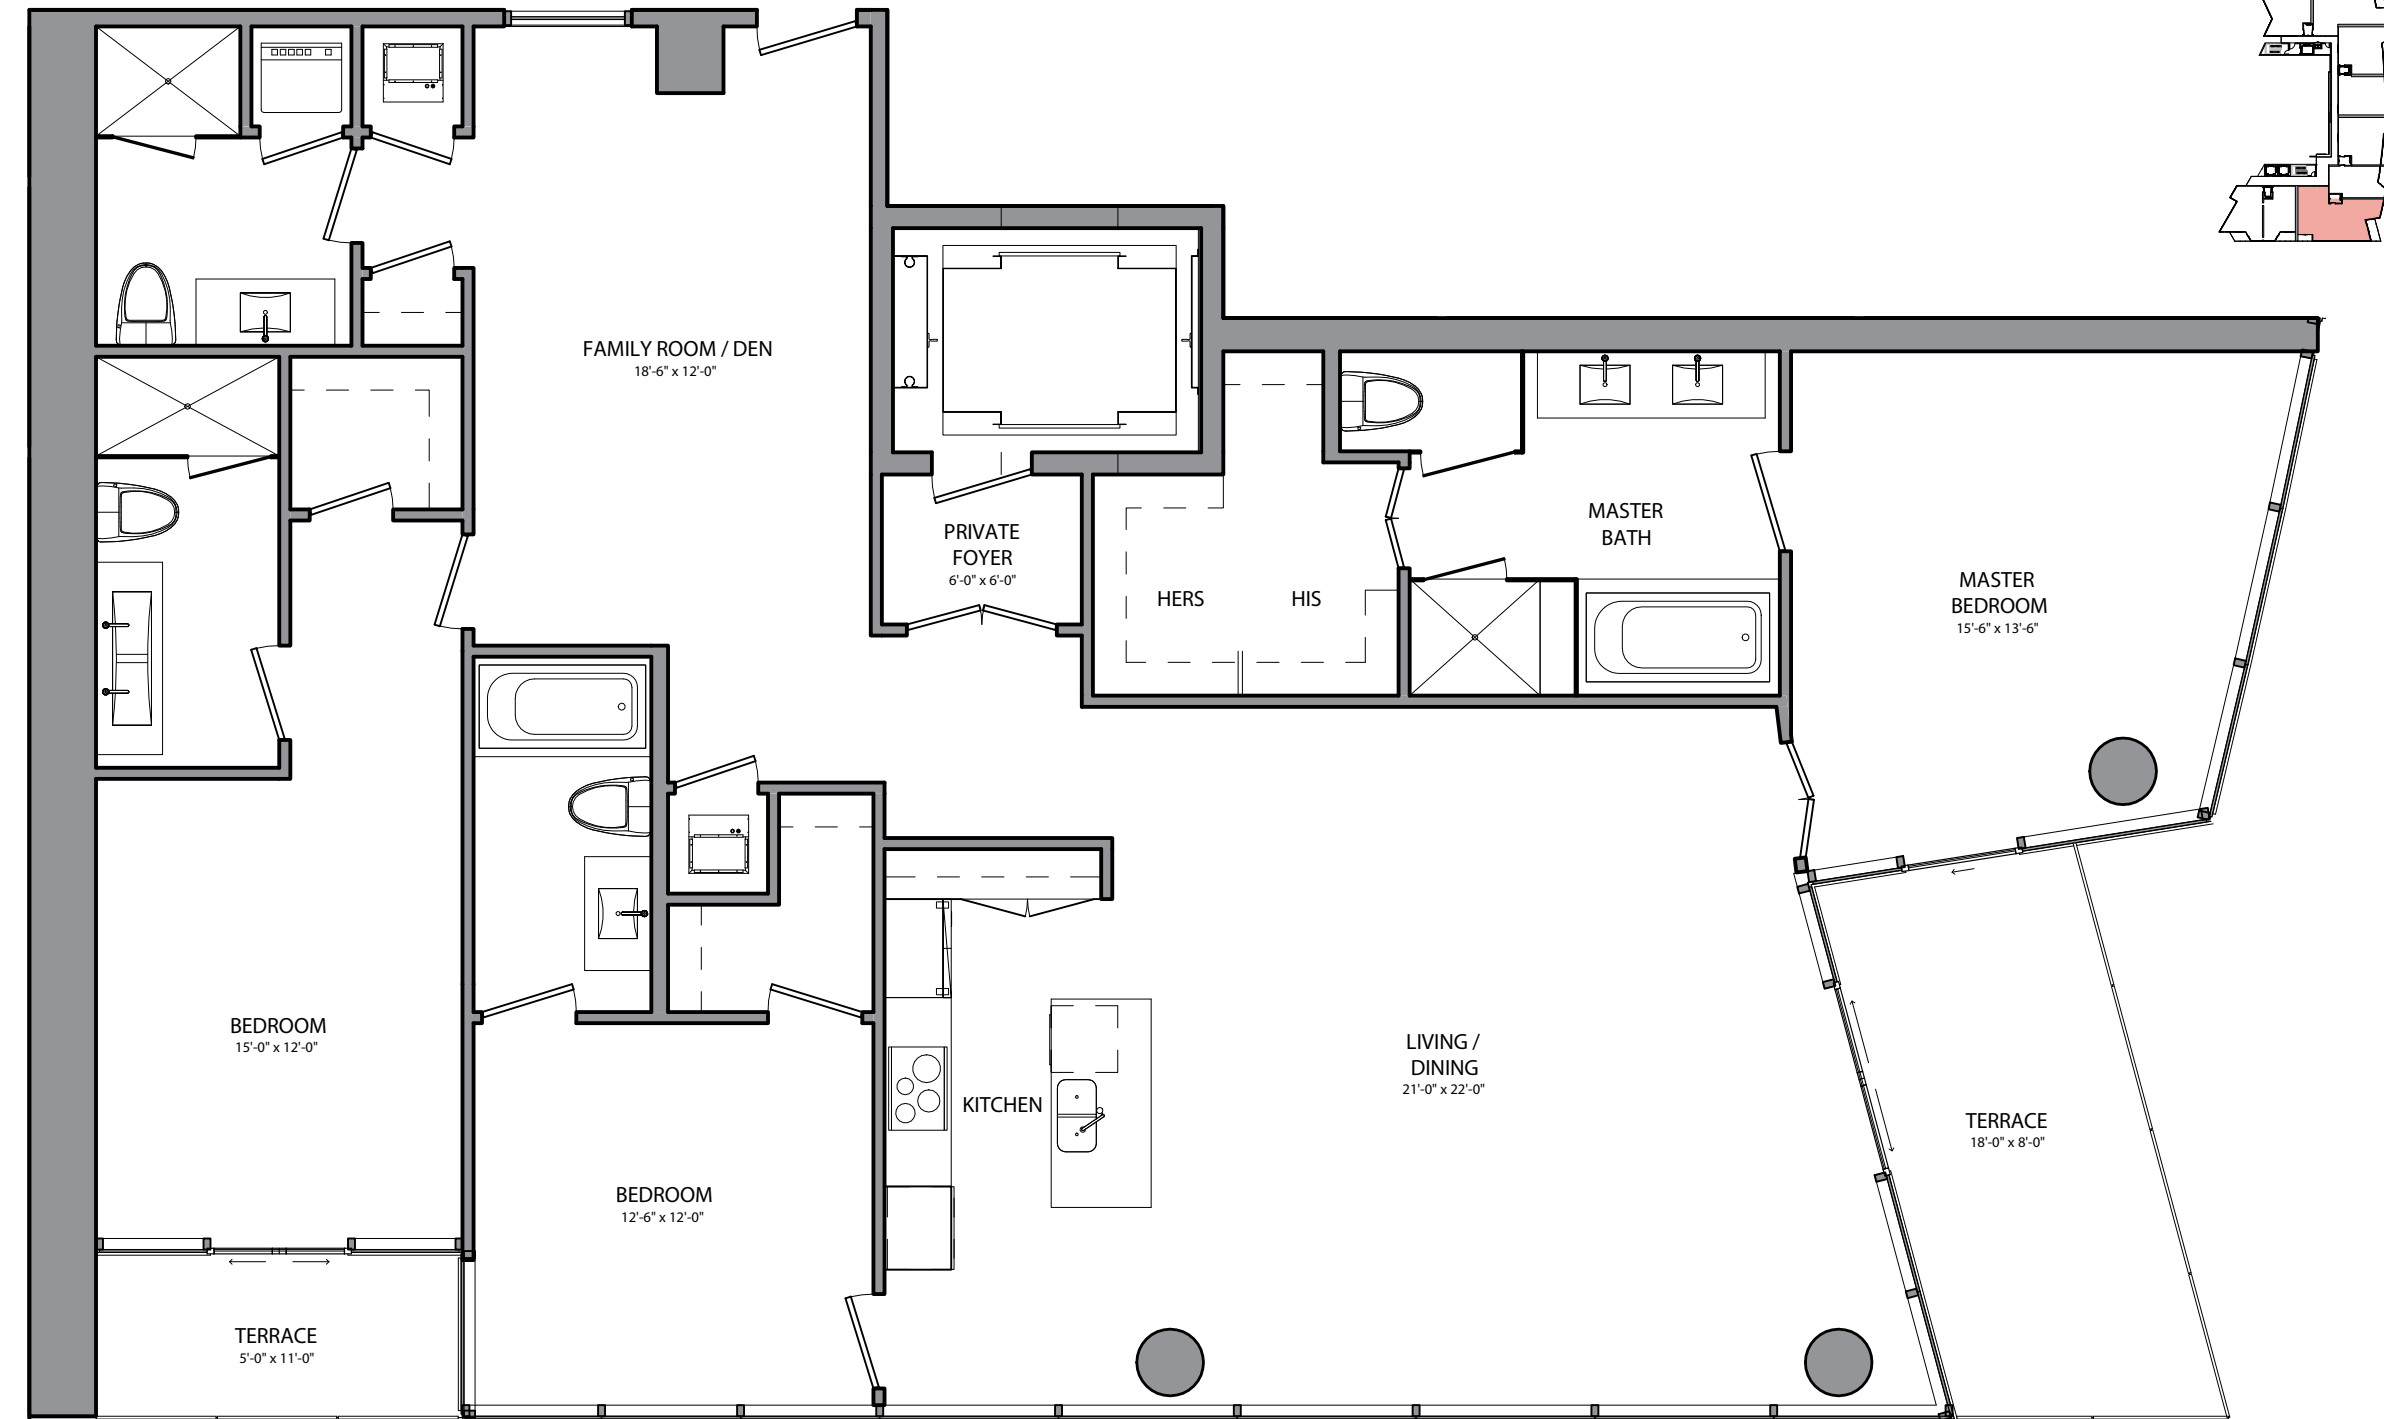 FAMILY ROOM / DEN
18'-6" x 12'-0"
PRIVATE
FOYER
6'-0" x 6'-0"
HERS
HIS
MASTER
BATH
MASTER
BEDROOM
15'-6" x 13'-6"
BEDROOM
15'-0" x 12'-0"
BEDROOM
12'-6" x 12'-0"
KITCHEN
LIVING /
DINING
21'-0" x 22'-0"
TERRACE
18'-0" x 8'-0"
TERRACE
5'-0" x 11'-0"